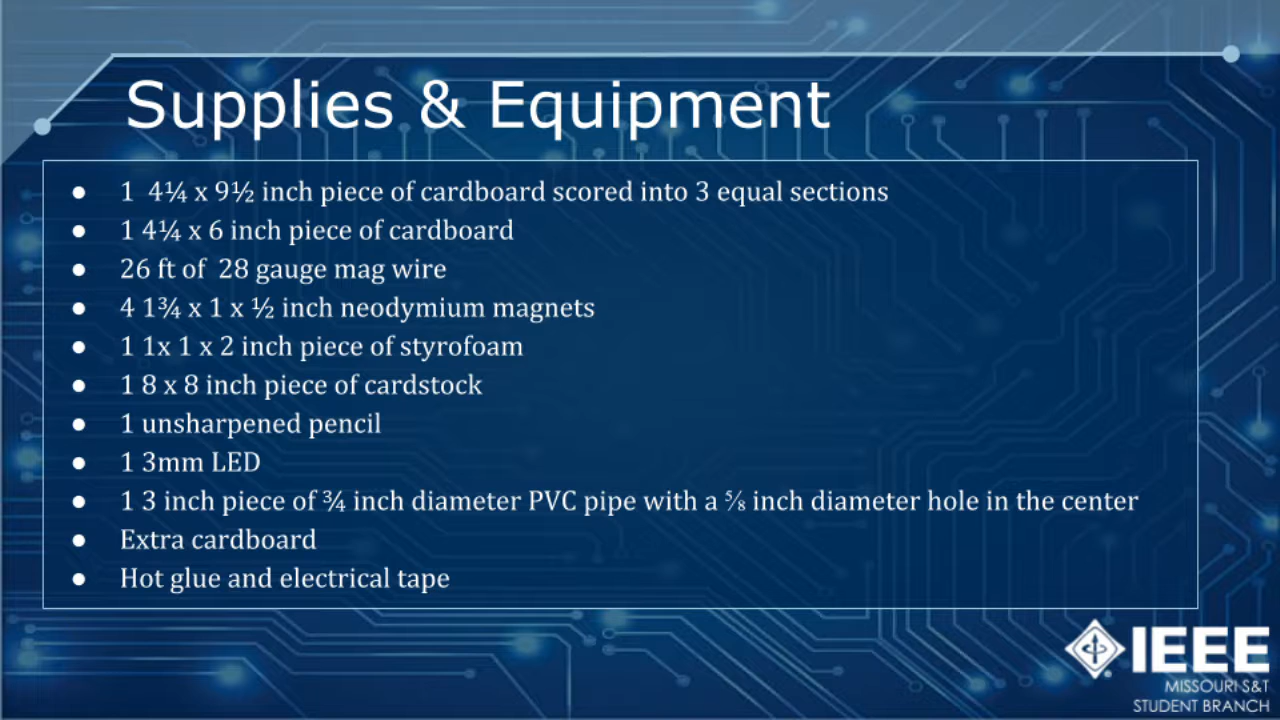 Supplies & Equipment
● 1  4¼ x 9½ inch piece of cardboard scored into 3 equal sections
● 1 4¼ x 6 inch piece of cardboard
● 26 ft of  28 gauge mag wire
● 4 1¾ x 1 x ½ inch neodymium magnets
● 1 1x 1 x 2 inch piece of styrofoam
● 1 8 x 8 inch piece of cardstock
● 1 unsharpened pencil
● 1 3mm LED
● 1 3 inch piece of ¾ inch diameter PVC pipe with a ⅝ inch diameter hole in the center
● Extra cardboard
● Hot glue and electrical tape
IEEE
MISSOURI S&T
STUDENT BRANCH